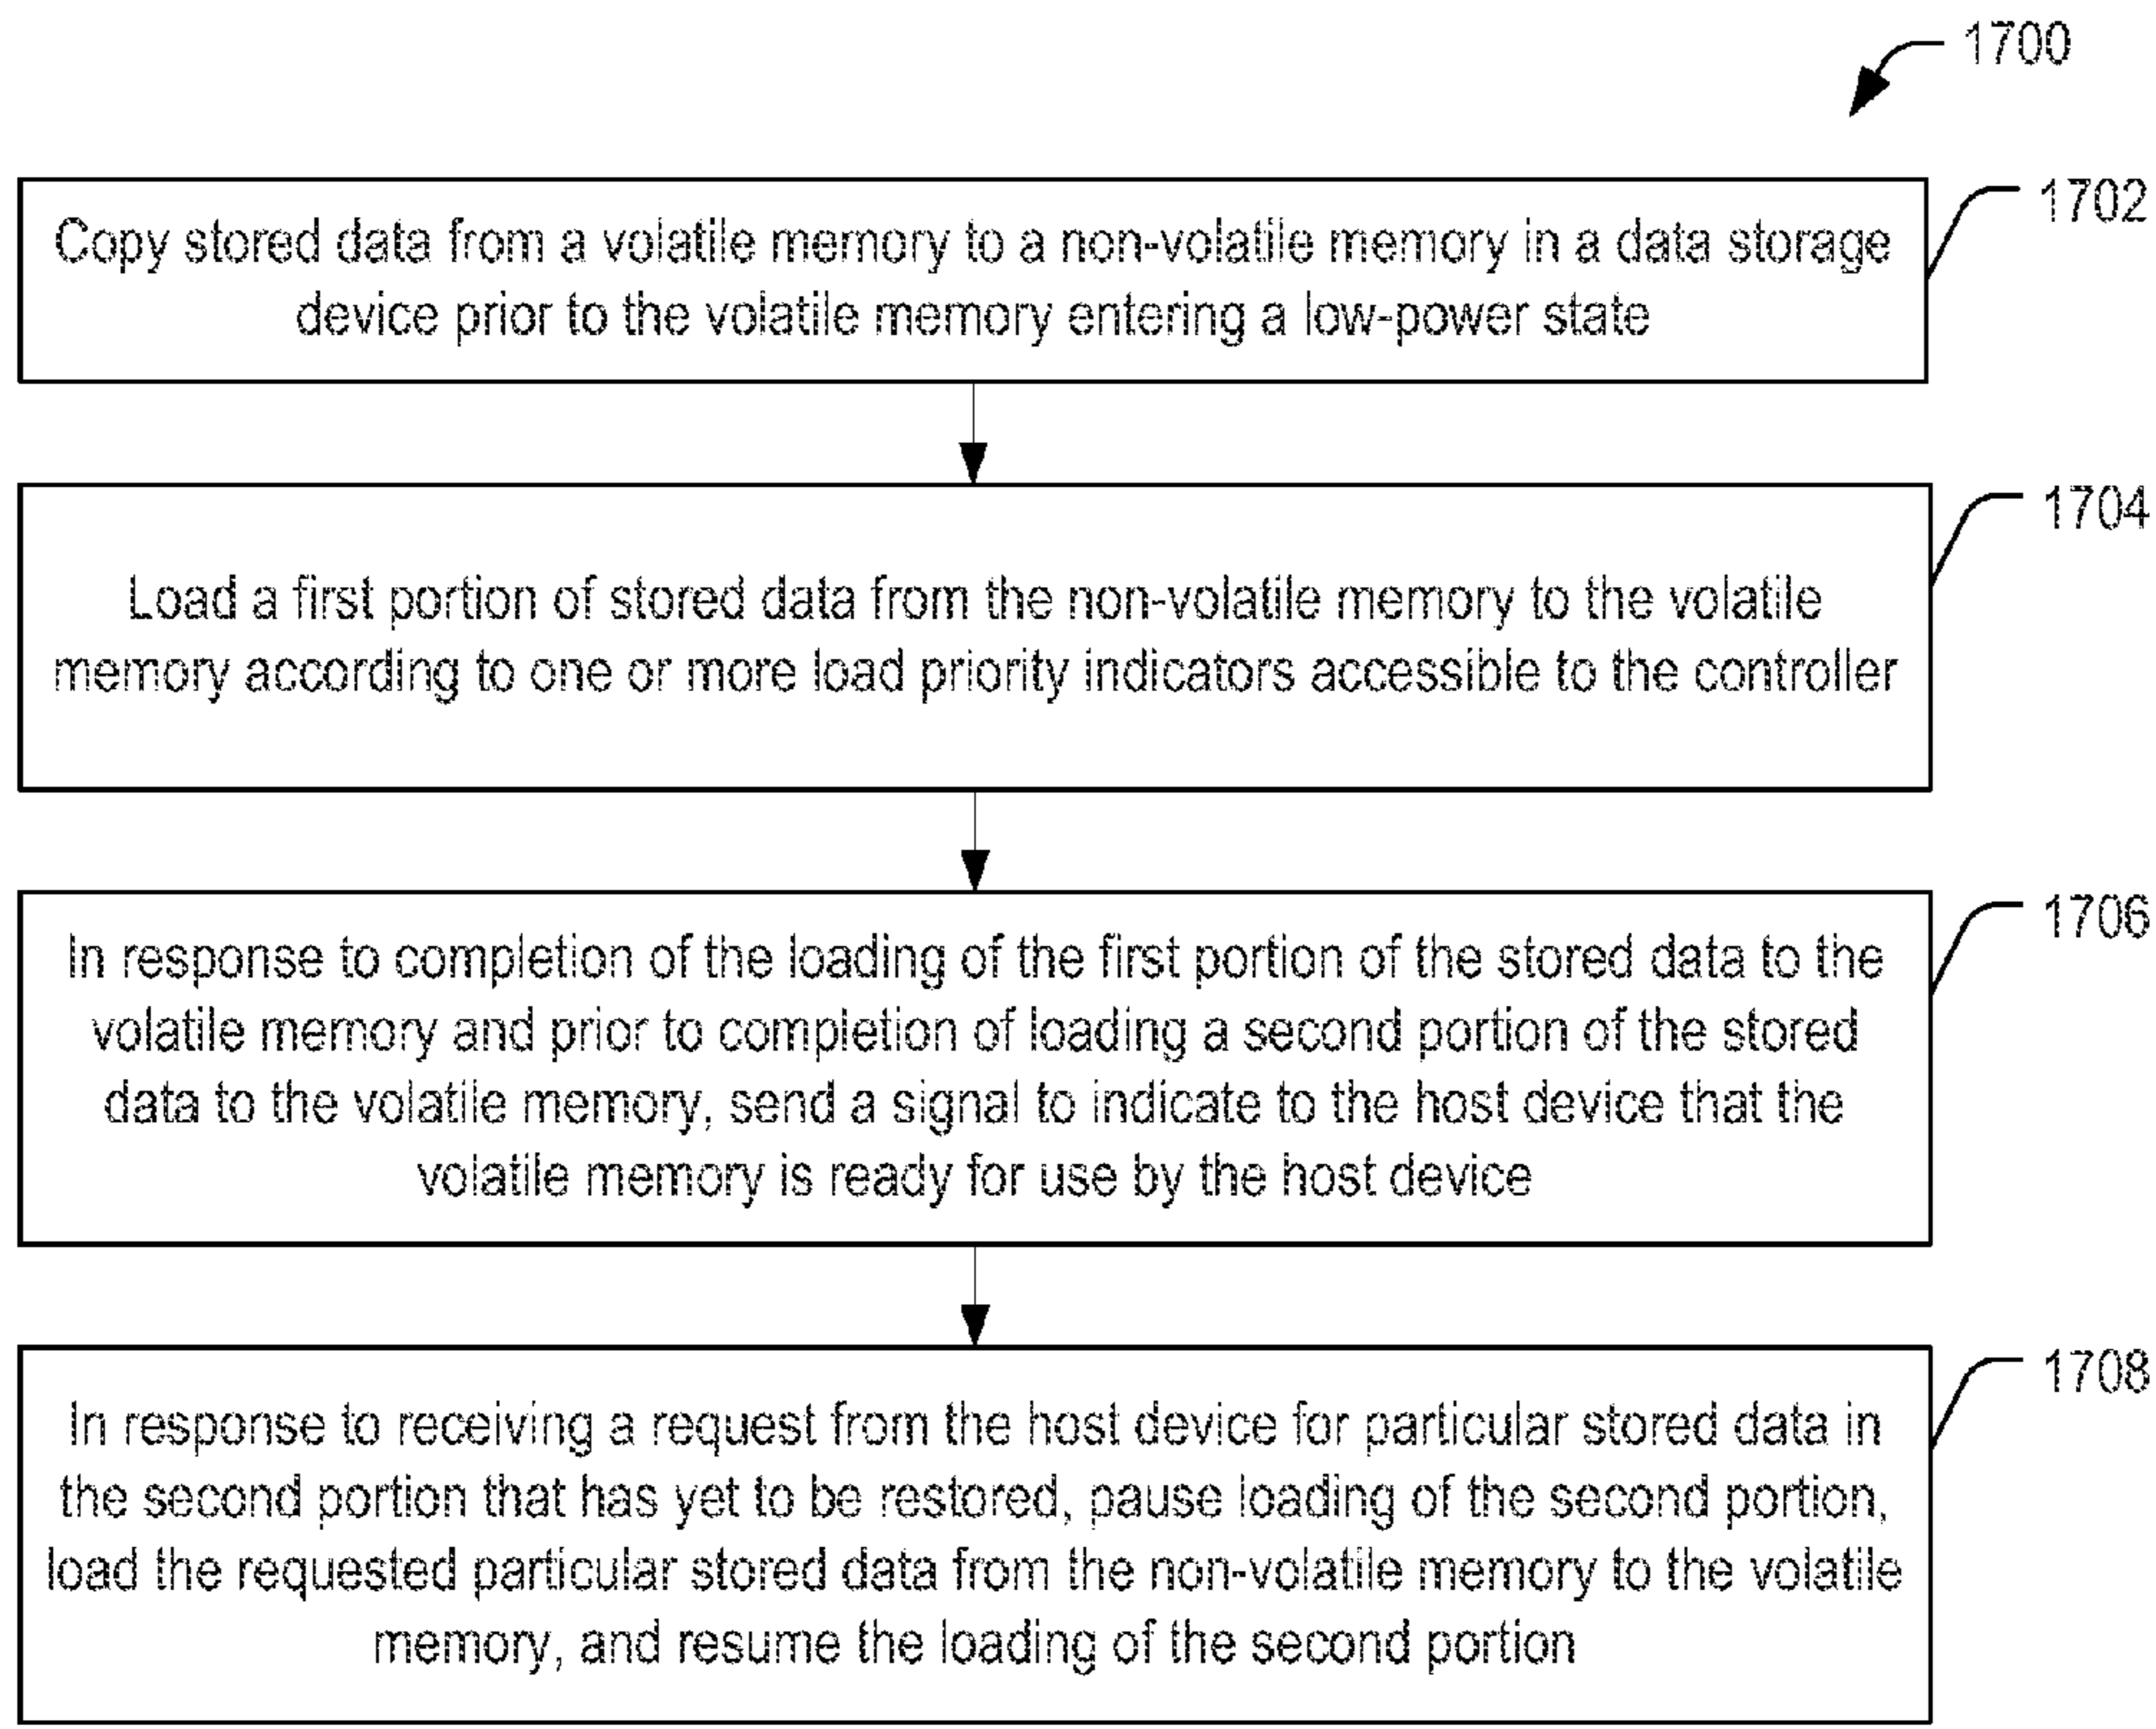 1700
1702
Copy stored data from a volatile memory to a non-volatile memory in a data storage
device prior to the volatile memory entering a low-power state
1704
Load a first portion of stored data from the non-volatile memory to the volatile
memory according to one or more load priority indicators accessible to the controller
1706
In response to completion of the loading of the first portion of the stored data to the
volatile memory and prior to completion of loading a second portion of the stored
data to the volatile memory, send a signal to indicate to the host device that the
volatile memory is ready for use by the host device
1708
In response to receiving a request from the host device for particular stored data in
the second portion that has yet to be restored, pause loading of the second portion,
load the requested particular stored data from the non-volatile memory to the volatile
memory, and resume the loading of the second portion